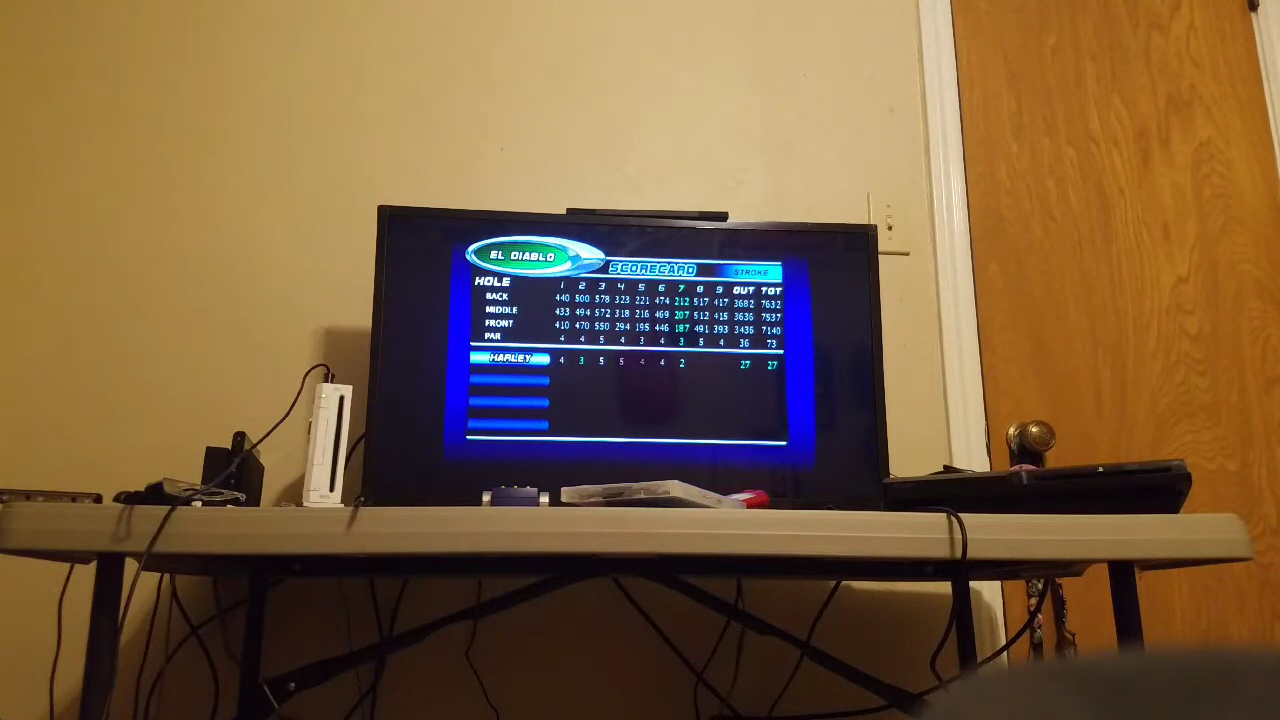 EL DIABLO
SCORECARD STROKE
HOLE 1 2 3 4 5 6 7 8 9 OUT TOT
BACK 440 500 578 323 221 474 212 517 417 3682 7632
MIDDLE 433 494 572 318 216 469 207 512 415 3636 7537
FRONT 410 470 550 294 195 446 187 491 393 3436 7140
PAR 4 4 5 4 3 4 3 5 4 36 73
HARLEY 4 3 5 5 4 4 2 27 27
Wii